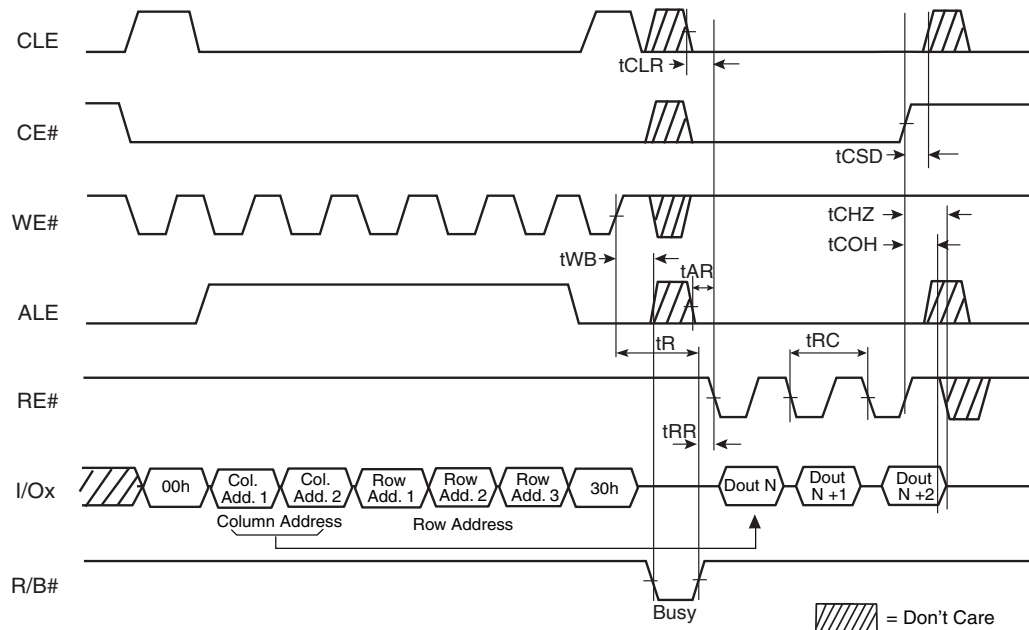 CLE
tCLR
CE#
tCSD
WE#
tCHZ
tCOH
tWB
tAR
ALE
tR
tRC
RE#
tRR
I/Ox
00h
Col.
Add. 1
Col.
Add. 2
Row
Add. 1
Row
Add. 2
Row
Add. 3
30h
Dout N
Dout
N +1
Dout
N +2
Column Address
Row Address
R/B#
Busy
= Don't Care